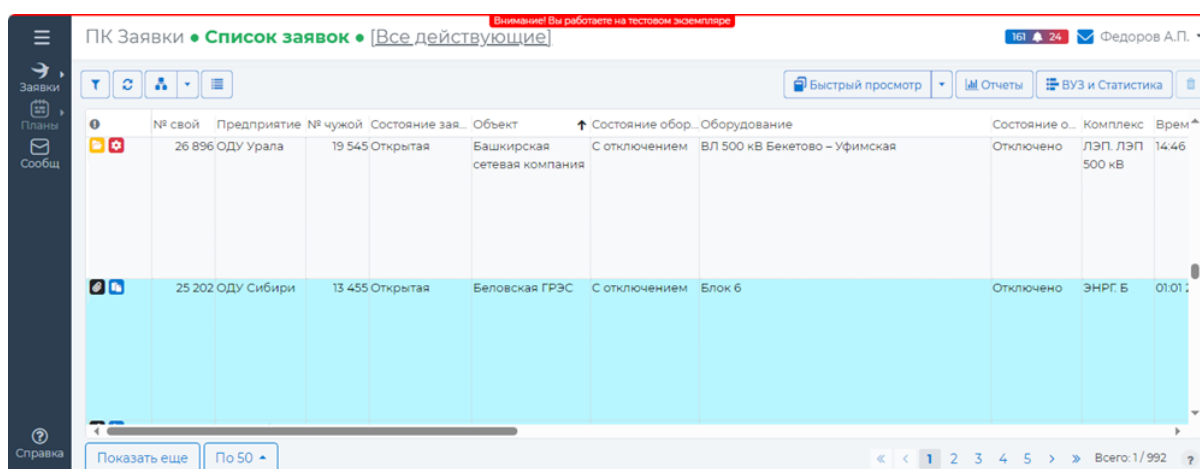 Внимание! Вы работаете на тестовом экземпляре
ПК Заявки • Список заявок • [Все действующие]
161 24 Федоров А.П.
Заявки
Планы
Сообщ
Справка
Быстрый просмотр Отчеты ВУЗ и Статистика
№ свой Предприятие № чужой Состояние зая... Объект Состояние обор... Оборудование Состояние о... Комплекс Врем
26 896 ОДУ Урала 19 545 Открытая Башкирская С отключением ВЛ 500 кВ Бекетово – Уфимская Отключено ЛЭП. ЛЭП 14:46
сетевая компания 500 кВ
25 202 ОДУ Сибири 13 455 Открытая Беловская ГРЭС С отключением Блок 6 Отключено ЭНРГ. Б 01:01
Показать еще По 50 « < 1 2 3 4 5 > » Всего: 1 / 992 ?